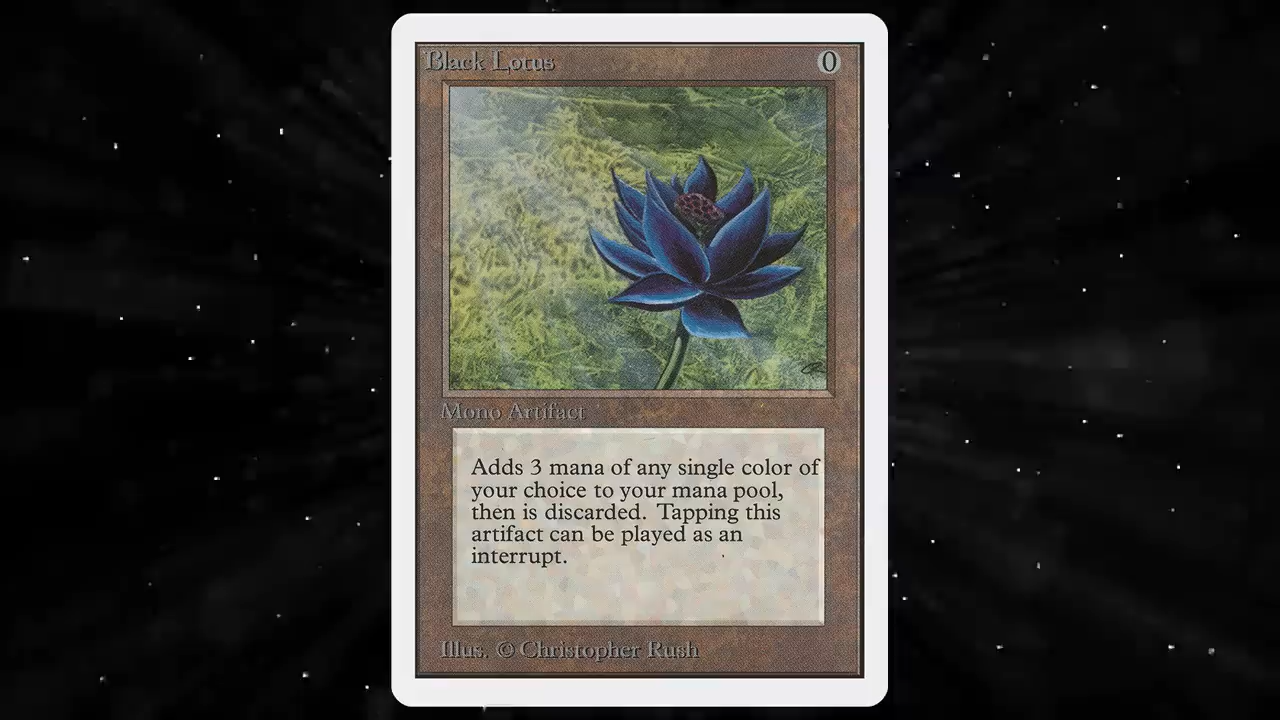 Black Lotus 0
Mono Artifact
Adds 3 mana of any single color of
your choice to your mana pool,
then is discarded. Tapping this
artifact can be played as an
interrupt.
Illus. © Christopher Rush